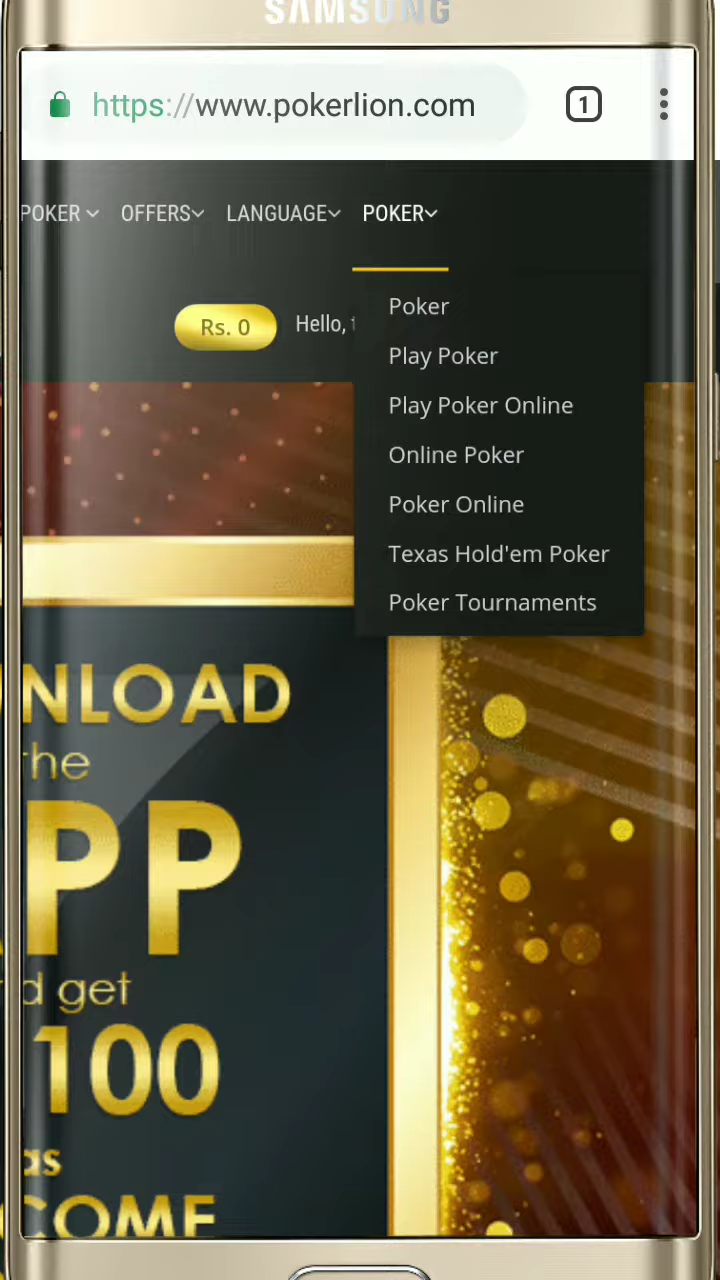 SAMSUNG
https://www.pokerlion.com
1
POKER OFFERS LANGUAGE POKER
Rs. 0 Hello,
Poker
Play Poker
Play Poker Online
Online Poker
Poker Online
Texas Hold'em Poker
Poker Tournaments
NLOAD
the
PP
d get
100
as
COME